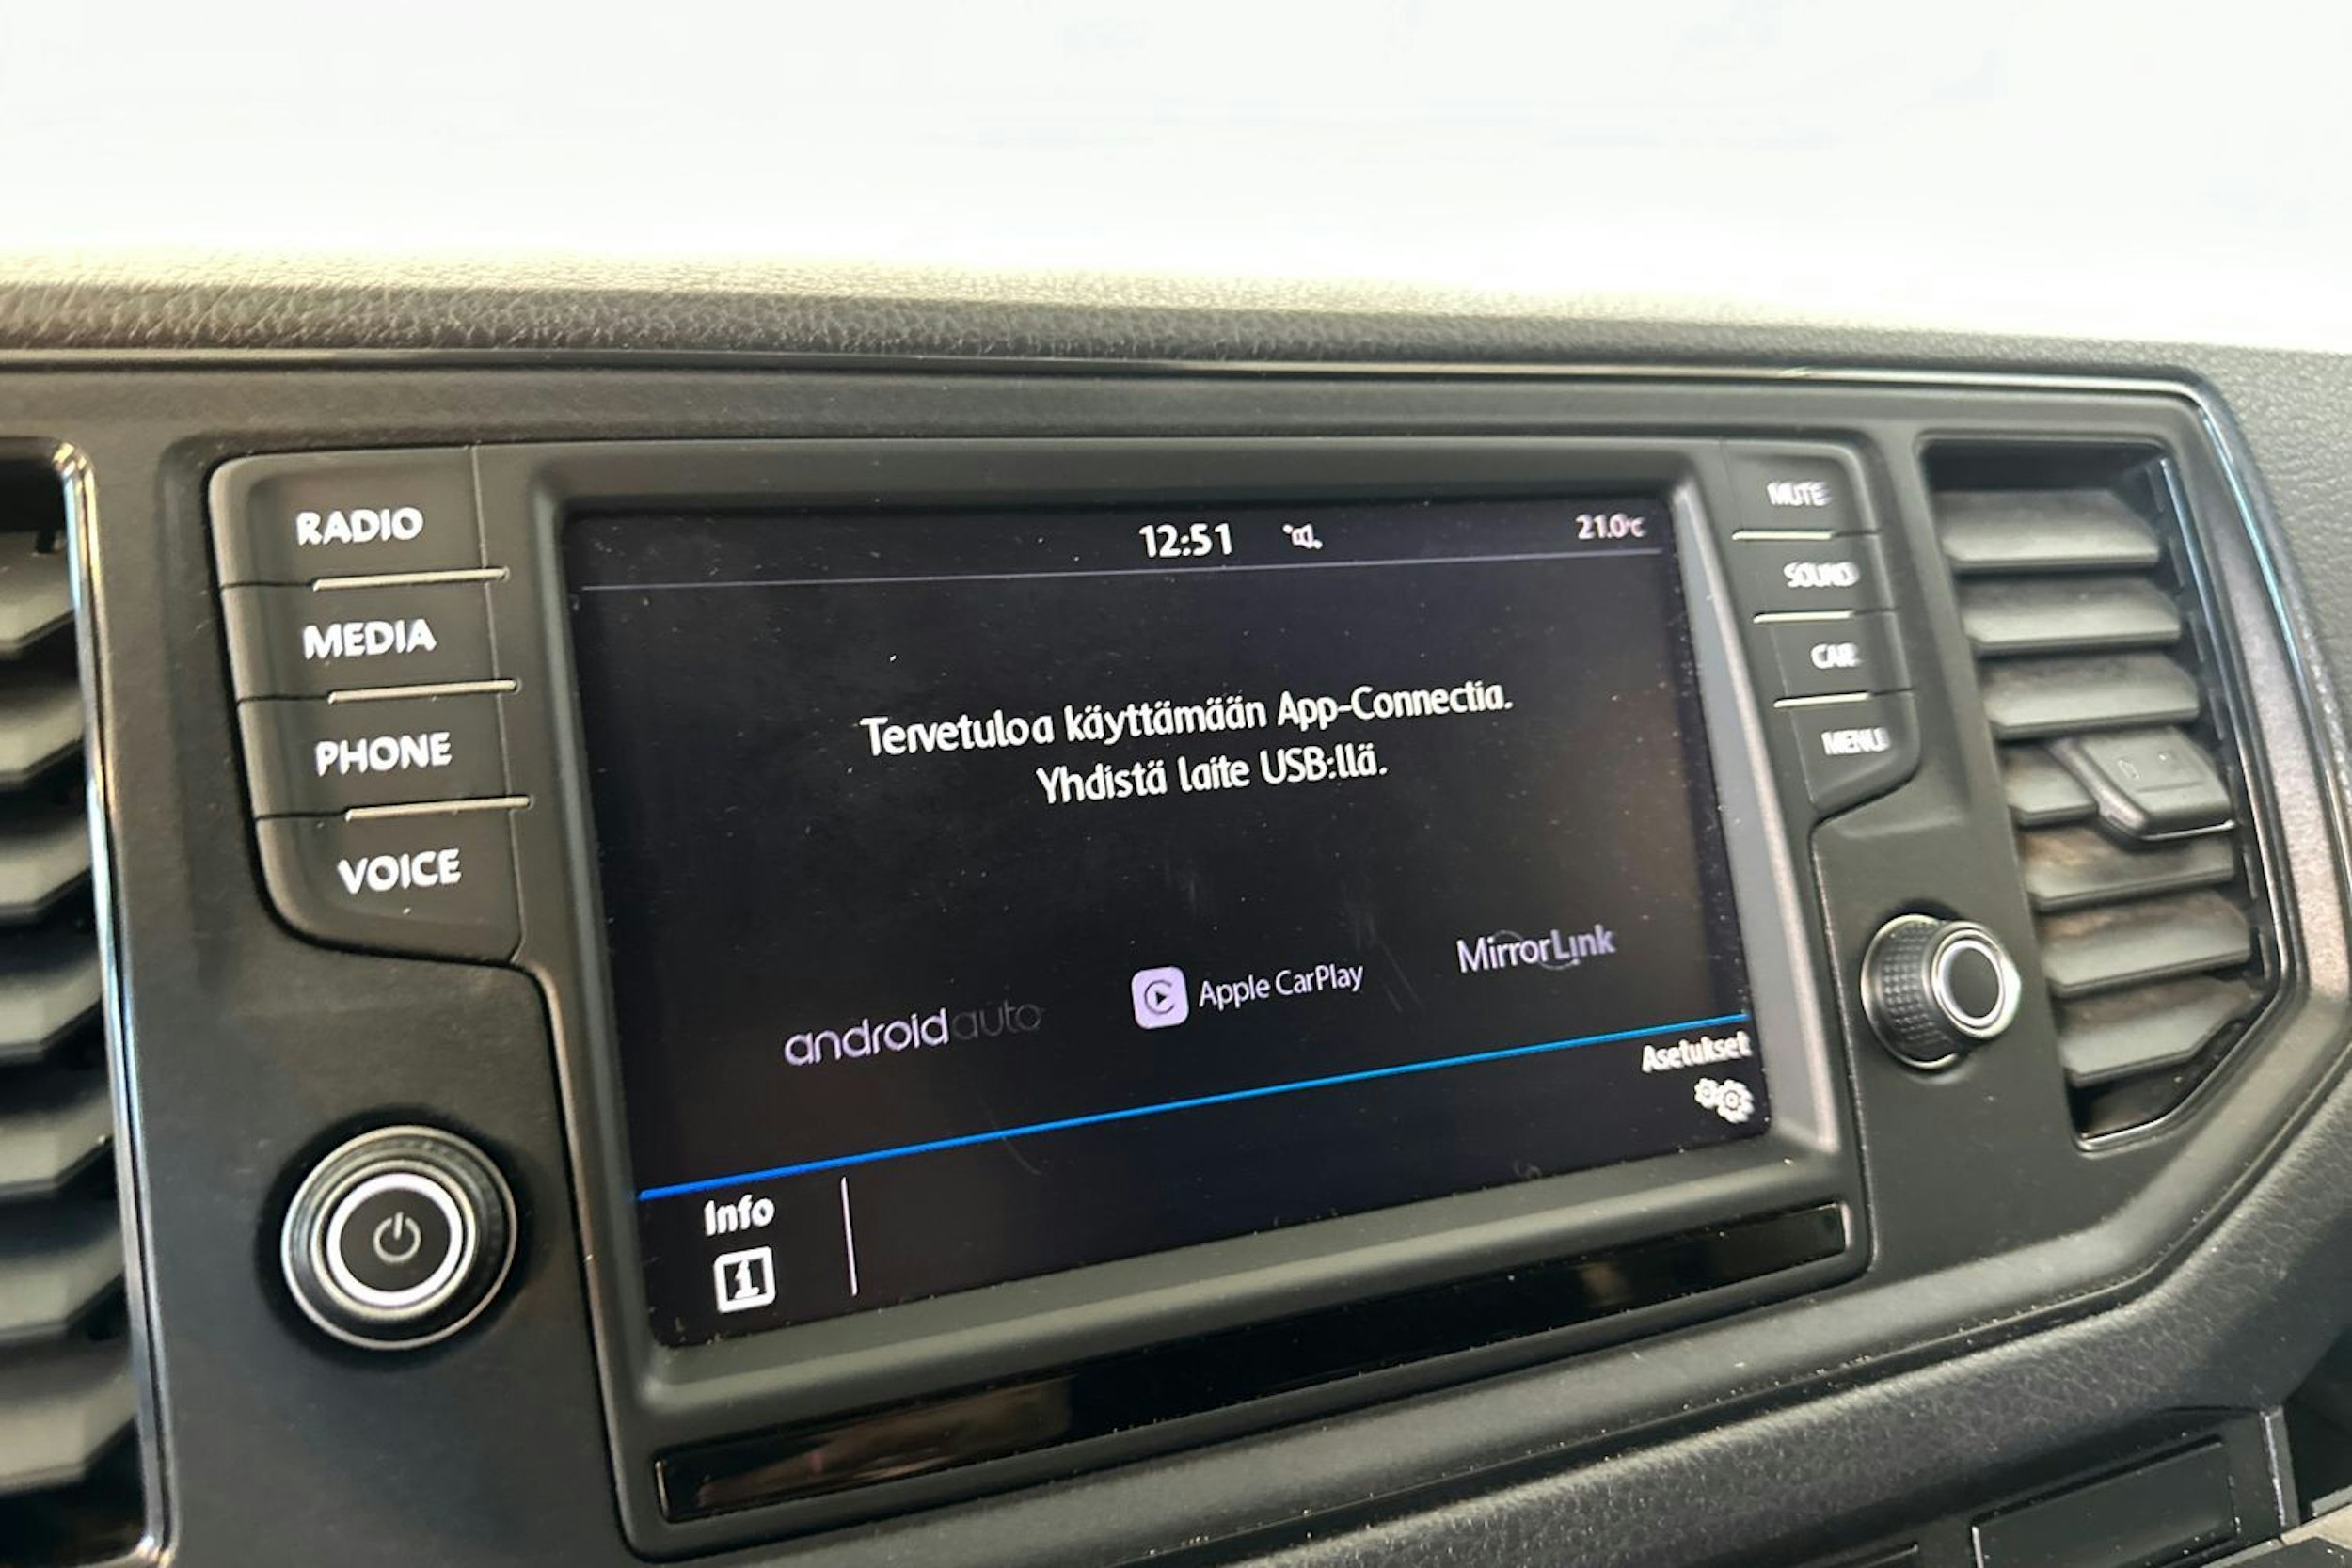 RADIO
MEDIA
PHONE
VOICE
12:51
21.0°C
Tervetuloa käyttämään App-Connectia.
Yhdistä laite USB:llä.
androidauto
Apple CarPlay
MirrorLink
Asetukset
Info
MUTE
SOUND
CAR
MENU